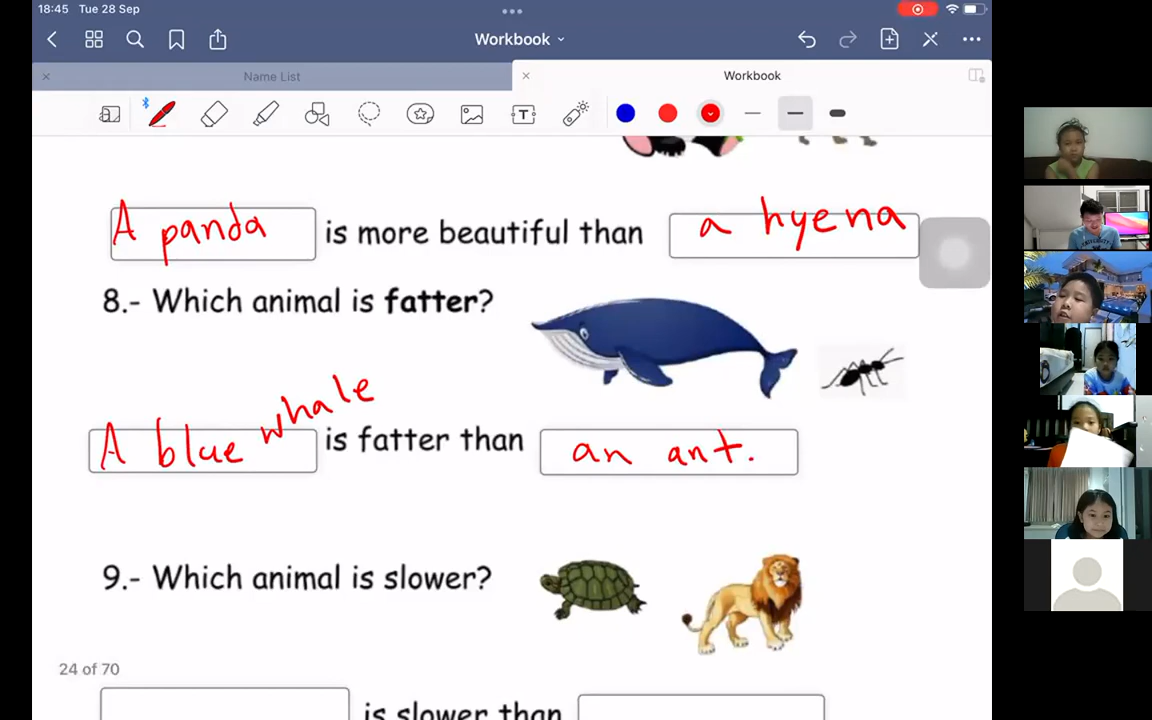 18:45 Tue 28 Sep
Workbook
Name List
Workbook
T
A panda is more beautiful than a hyena
8.- Which animal is fatter?
A blue whale is fatter than an ant.
9.- Which animal is slower?
24 of 70
is slower than